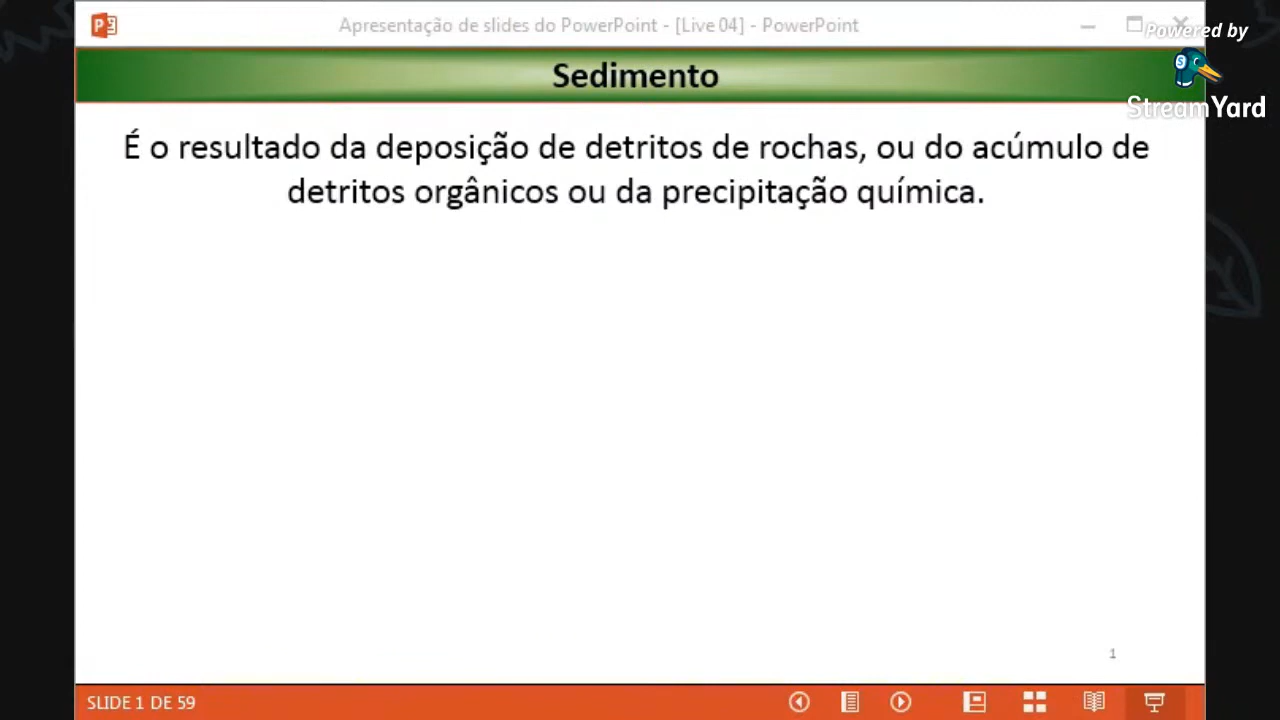 Apresentação de slides do PowerPoint - [Live 04] - PowerPoint
Powered by
StreamYard
Sedimento
É o resultado da deposição de detritos de rochas, ou do acúmulo de
detritos orgânicos ou da precipitação química.
1
SLIDE 1 DE 59